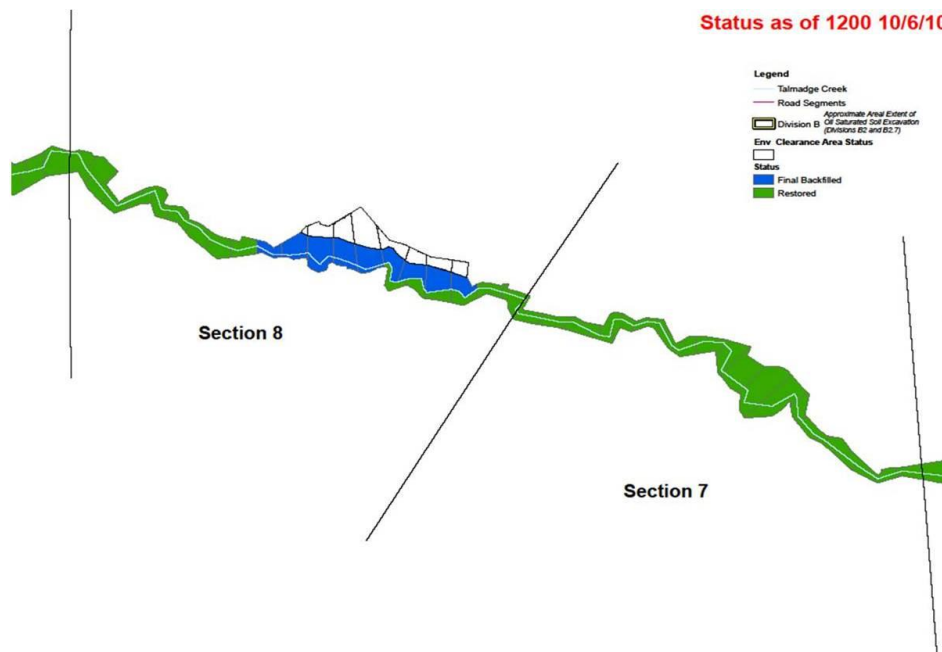 Status as of 1200 10/6/10
Legend
Talmadge Creek
Road Segments
Division B
Approximate Areal Extent of
Oil Saturated Soil Excavation
(Divisions B2 and B2.7)
Env Clearance Area Status
Status
Final Backfilled
Restored
Section 8
Section 7